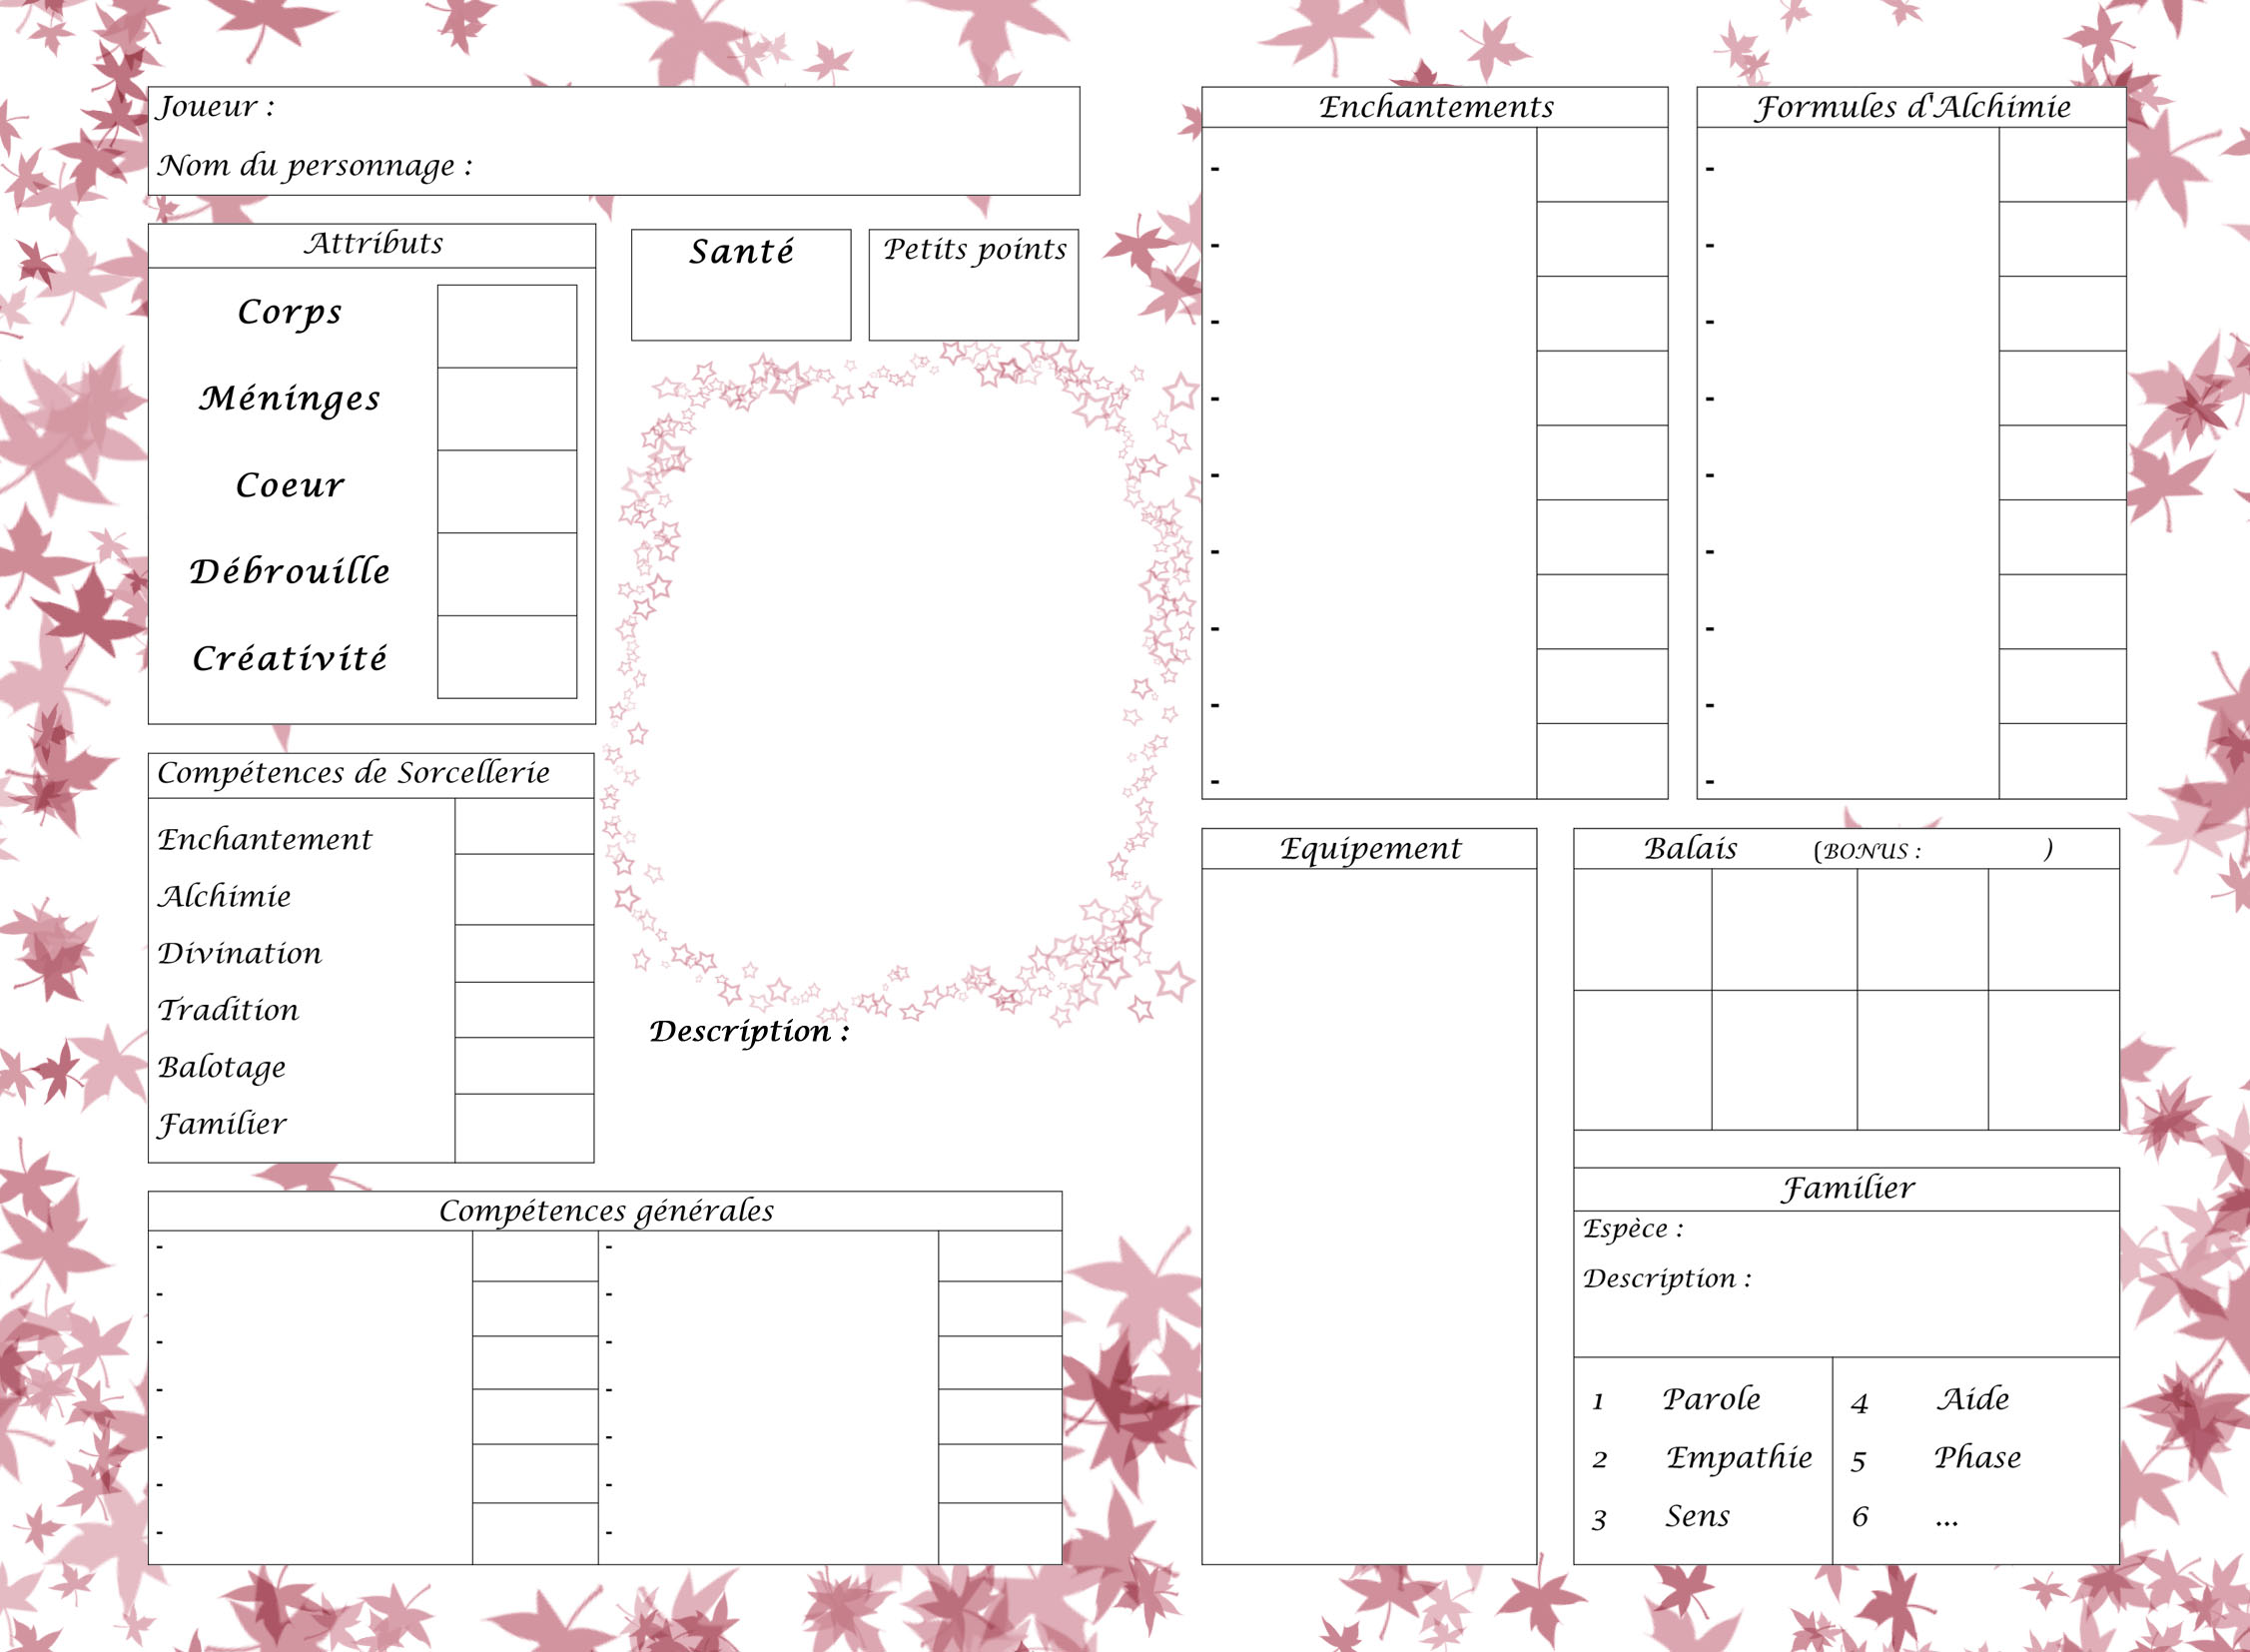 Joueur :
Nom du personnage :
Attributs
Corps
Méninges
Coeur
Débrouille
Créativité
Santé
Petits points
Compétences de Sorcellerie
Enchantement
Alchimie
Divination
Tradition
Balotage
Familier
Description :
Compétences générales
-
-
-
-
-
-
-
-
-
-
-
-
-
-
Enchantements
-
-
-
-
-
-
-
-
-
Formules d'Alchimie
-
-
-
-
-
-
-
-
-
Equipement
Balais (BONUS : )
Familier
Espèce :
Description :
1 Parole
2 Empathie
3 Sens
4 Aide
5 Phase
6 ...